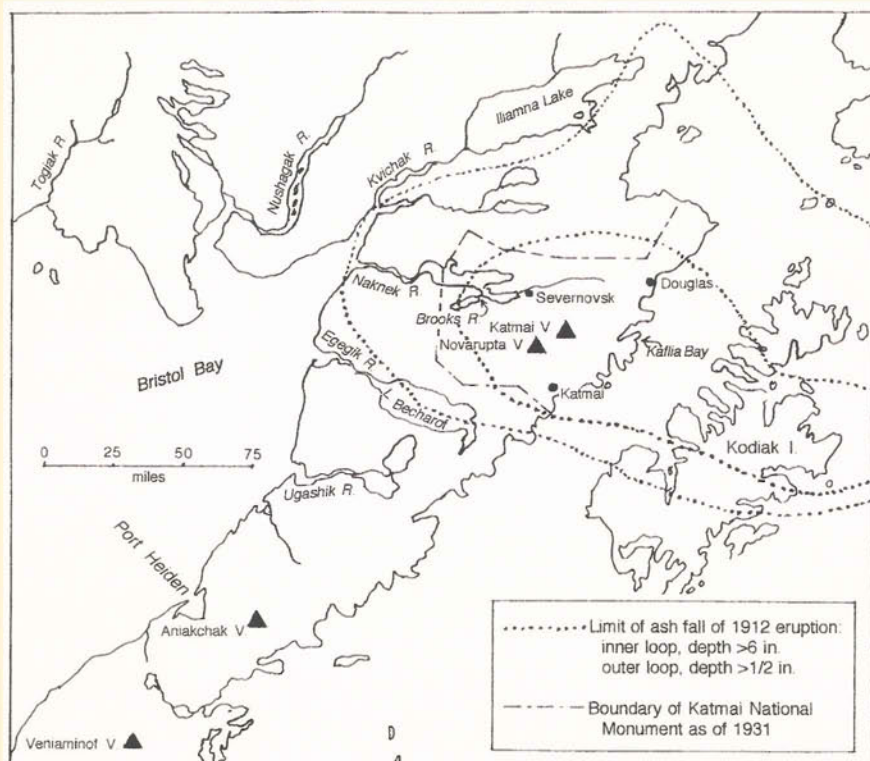 Togiak R.
Nushagak R.
Kvichak R.
Iliamna Lake
Naknek R.
Severnovsk
Douglas
Brooks R.
Katmai V
Novarupta V
Kaflia Bay
Egegik R.
Katmai
Bristol Bay
L. Becharof
Kodiak I.
0 25 50 75
miles
Ugashik R.
Port Heiden
Aniakchak V
Limit of ash fall of 1912 eruption:
inner loop, depth >6 in.
outer loop, depth >1/2 in.
Boundary of Katmai National
Monument as of 1931
Veniaminof V